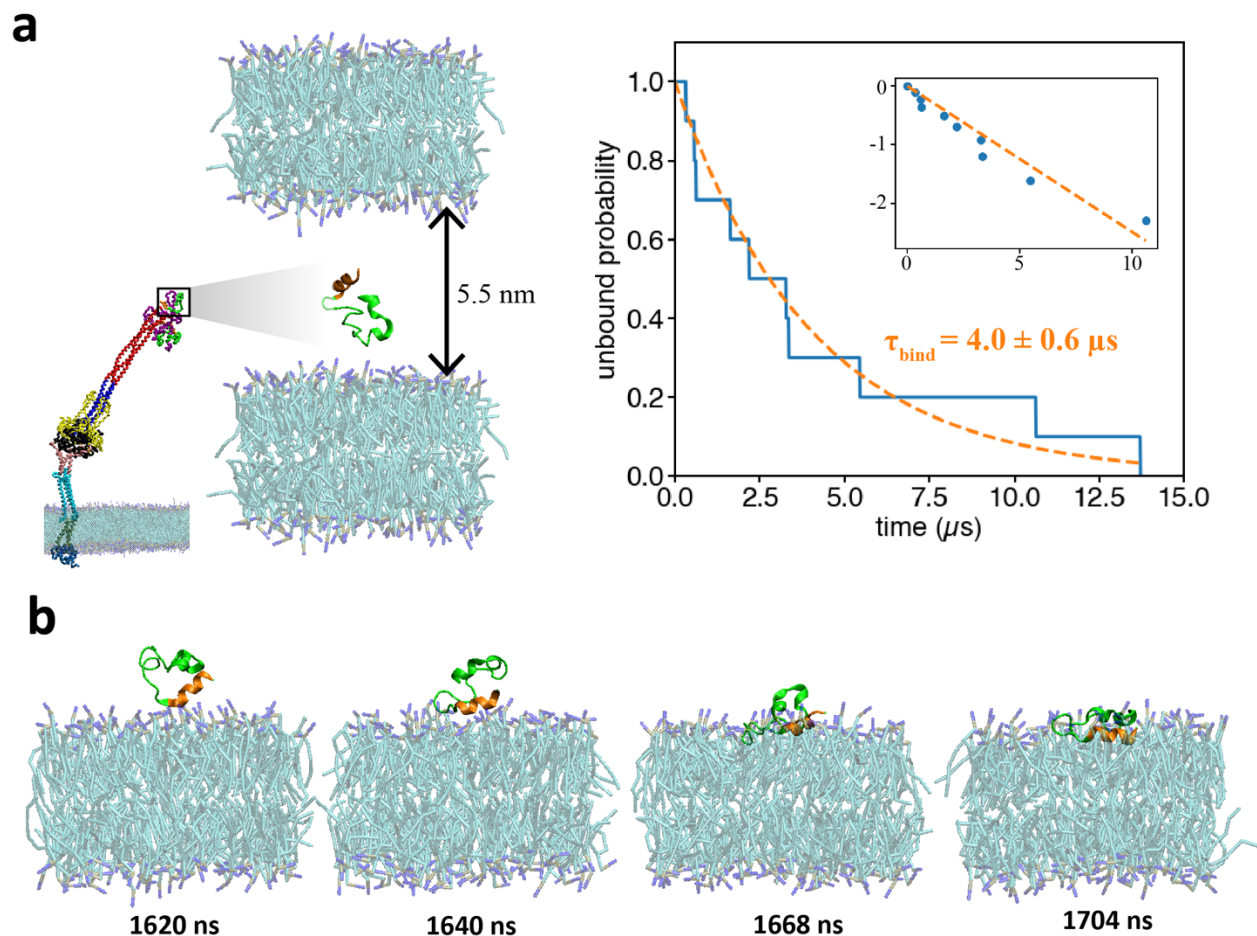 a
5.5 nm
unbound probability
1.0
0.8
0.6
0.4
0.2
0.0
0
-1
-2
0 5 10
τbind = 4.0 ± 0.6 µs
0.0 2.5 5.0 7.5 10.0 12.5 15.0
time (µs)
b
1620 ns 1640 ns 1668 ns 1704 ns